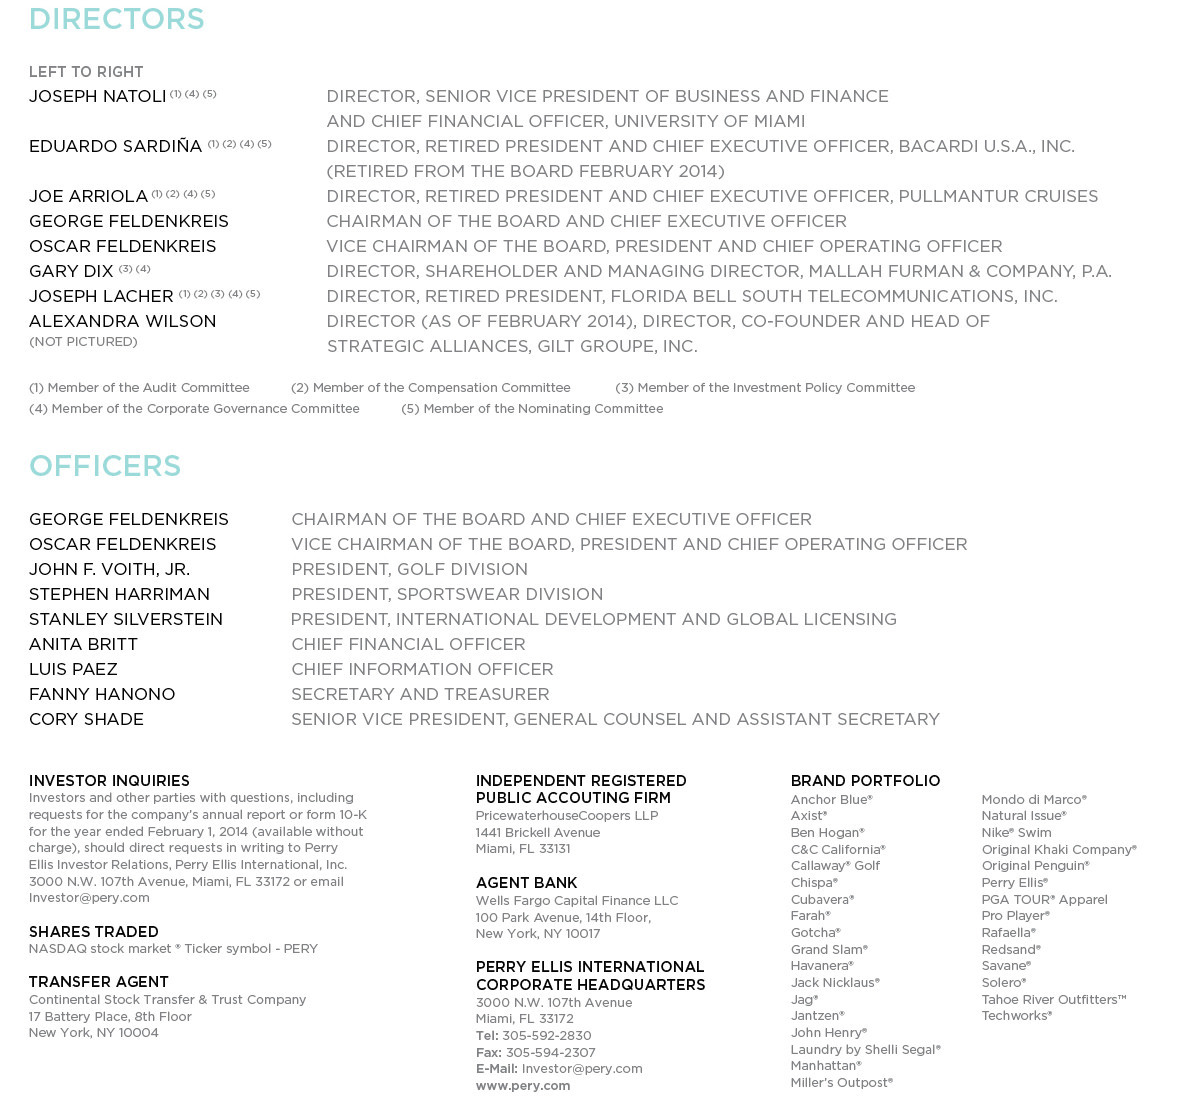 DIRECTORS
LEFT TO RIGHT
JOSEPH NATOLI (1) (4) (5) DIRECTOR, SENIOR VICE PRESIDENT OF BUSINESS AND FINANCE
AND CHIEF FINANCIAL OFFICER, UNIVERSITY OF MIAMI
EDUARDO SARDIÑA (1) (2) (4) (5) DIRECTOR, RETIRED PRESIDENT AND CHIEF EXECUTIVE OFFICER, BACARDI U.S.A., INC.
(RETIRED FROM THE BOARD FEBRUARY 2014)
JOE ARRIOLA (1) (2) (4) (5) DIRECTOR, RETIRED PRESIDENT AND CHIEF EXECUTIVE OFFICER, PULLMANTUR CRUISES
GEORGE FELDENKREIS CHAIRMAN OF THE BOARD AND CHIEF EXECUTIVE OFFICER
OSCAR FELDENKREIS VICE CHAIRMAN OF THE BOARD, PRESIDENT AND CHIEF OPERATING OFFICER
GARY DIX (3) (4) DIRECTOR, SHAREHOLDER AND MANAGING DIRECTOR, MALLAH FURMAN & COMPANY, P.A.
JOSEPH LACHER (1) (2) (3) (4) (5) DIRECTOR, RETIRED PRESIDENT, FLORIDA BELL SOUTH TELECOMMUNICATIONS, INC.
ALEXANDRA WILSON DIRECTOR (AS OF FEBRUARY 2014), DIRECTOR, CO-FOUNDER AND HEAD OF
(NOT PICTURED) STRATEGIC ALLIANCES, GILT GROUPE, INC.
(1) Member of the Audit Committee (2) Member of the Compensation Committee (3) Member of the Investment Policy Committee
(4) Member of the Corporate Governance Committee (5) Member of the Nominating Committee
OFFICERS
GEORGE FELDENKREIS CHAIRMAN OF THE BOARD AND CHIEF EXECUTIVE OFFICER
OSCAR FELDENKREIS VICE CHAIRMAN OF THE BOARD, PRESIDENT AND CHIEF OPERATING OFFICER
JOHN F. VOITH, JR. PRESIDENT, GOLF DIVISION
STEPHEN HARRIMAN PRESIDENT, SPORTSWEAR DIVISION
STANLEY SILVERSTEIN PRESIDENT, INTERNATIONAL DEVELOPMENT AND GLOBAL LICENSING
ANITA BRITT CHIEF FINANCIAL OFFICER
LUIS PAEZ CHIEF INFORMATION OFFICER
FANNY HANONO SECRETARY AND TREASURER
CORY SHADE SENIOR VICE PRESIDENT, GENERAL COUNSEL AND ASSISTANT SECRETARY
INVESTOR INQUIRIES
Investors and other parties with questions, including
requests for the company's annual report or form 10-K
for the year ended February 1, 2014 (available without
charge), should direct requests in writing to Perry
Ellis Investor Relations, Perry Ellis International, Inc.
3000 N.W. 107th Avenue, Miami, FL 33172 or email
Investor@pery.com
SHARES TRADED
NASDAQ stock market ® Ticker symbol - PERY
TRANSFER AGENT
Continental Stock Transfer & Trust Company
17 Battery Place, 8th Floor
New York, NY 10004
INDEPENDENT REGISTERED
PUBLIC ACCOUTING FIRM
PricewaterhouseCoopers LLP
1441 Brickell Avenue
Miami, FL 33131
AGENT BANK
Wells Fargo Capital Finance LLC
100 Park Avenue, 14th Floor,
New York, NY 10017
PERRY ELLIS INTERNATIONAL
CORPORATE HEADQUARTERS
3000 N.W. 107th Avenue
Miami, FL 33172
Tel: 305-592-2830
Fax: 305-594-2307
E-Mail: Investor@pery.com
www.pery.com
BRAND PORTFOLIO
Anchor Blue®
Axist®
Ben Hogan®
C&C California®
Callaway® Golf
Chispa®
Cubavera®
Farah®
Gotcha®
Grand Slam®
Havanera®
Jack Nicklaus®
Jag®
Jantzen®
John Henry®
Laundry by Shelli Segal®
Manhattan®
Miller's Outpost®
Mondo di Marco®
Natural Issue®
Nike® Swim
Original Khaki Company®
Original Penguin®
Perry Ellis®
PGA TOUR® Apparel
Pro Player®
Rafaella®
Redsand®
Savane®
Solero®
Tahoe River Outfitters™
Techworks®